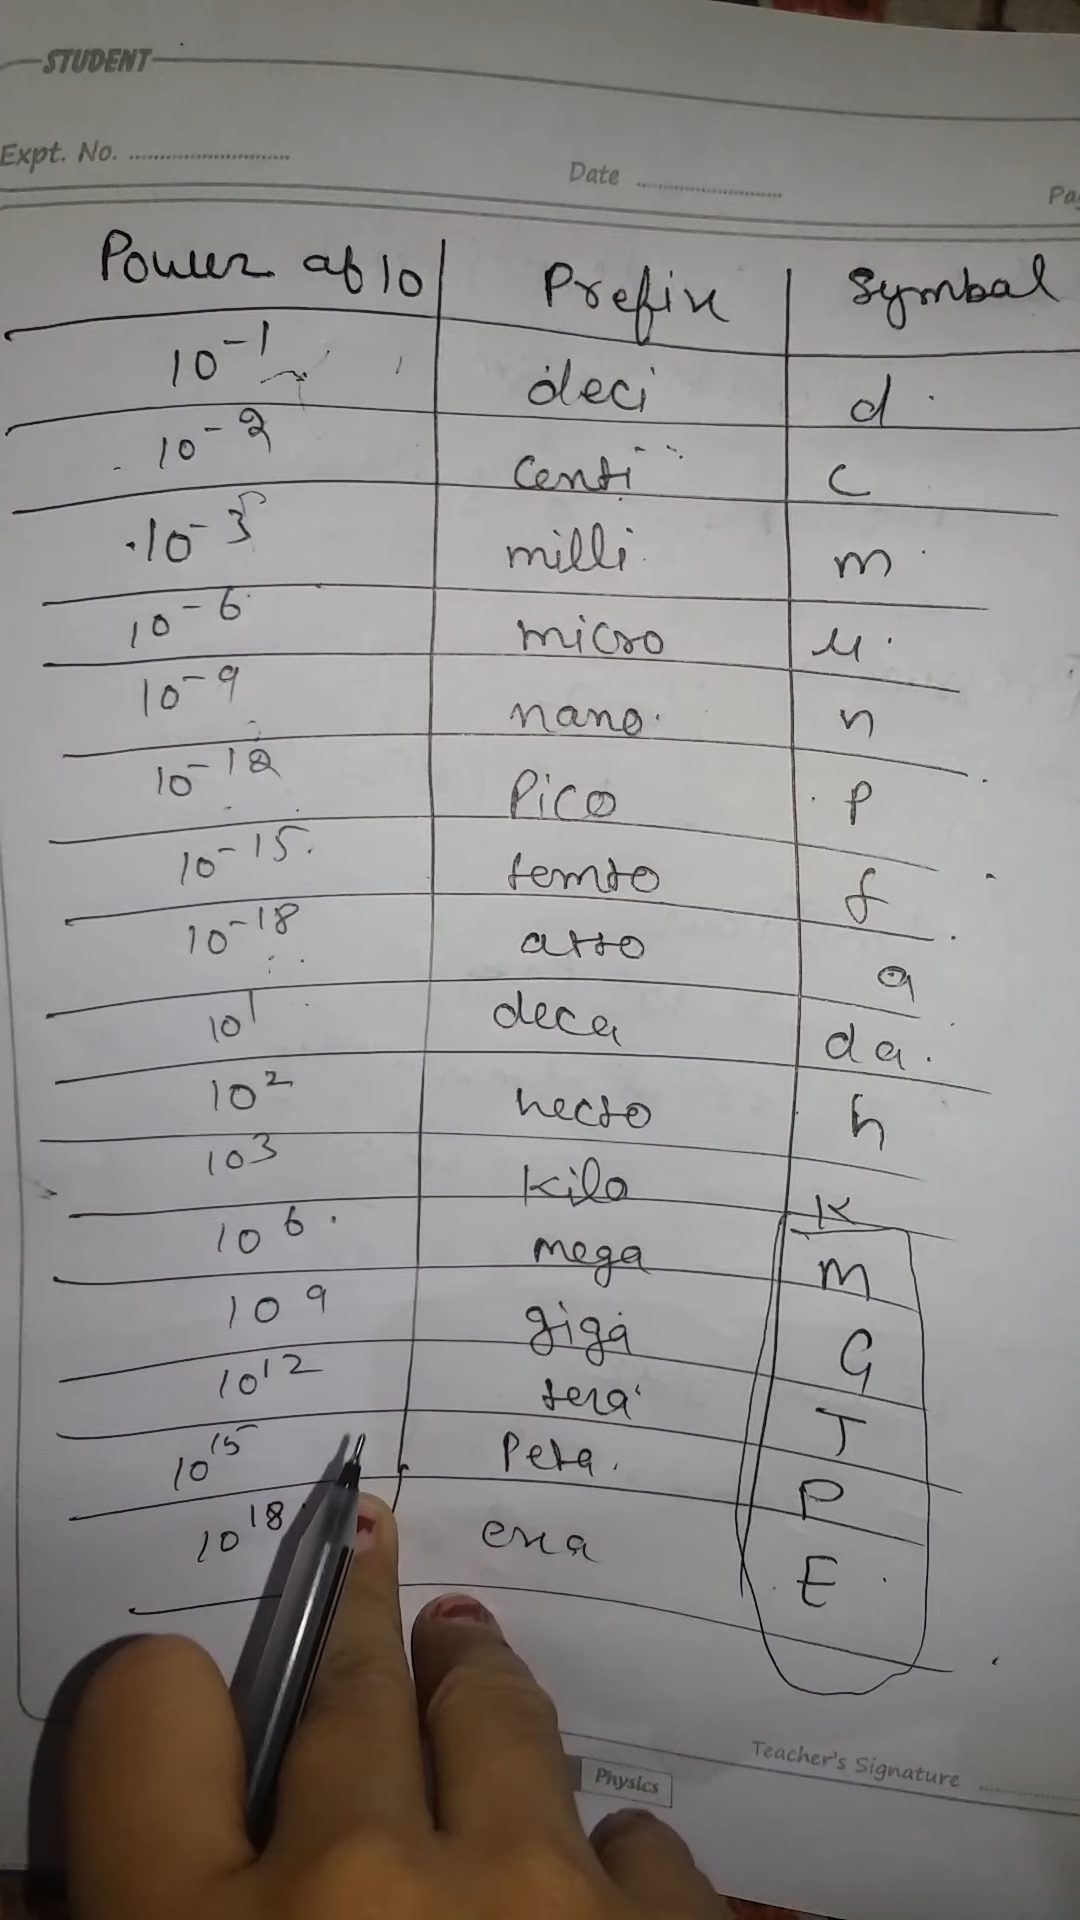 STUDENT
Expt. No.
Date
Power of 10 Prefix Symbol
10⁻¹ deci d
10⁻² centi c
10⁻³ milli m
10⁻⁶ micro μ
10⁻⁹ nano n
10⁻¹² Pico p
10⁻¹⁵ femto f
10⁻¹⁸ atto a
10¹ deca da
10² hecto h
10³ kilo K
10⁶ mega M
10⁹ giga G
10¹² tera T
10¹⁵ Peta P
10¹⁸ exa E
Teacher's Signature
Physics